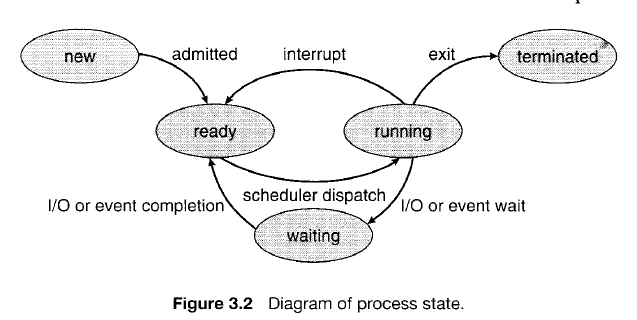 new
admitted
interrupt
exit
terminated
ready
running
scheduler dispatch
I/O or event completion
I/O or event wait
waiting
Figure 3.2 Diagram of process state.